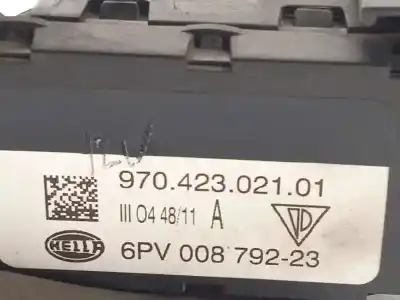 970.423.021.01
III 04 48/11 A
HELLA
6PV 008 792-23